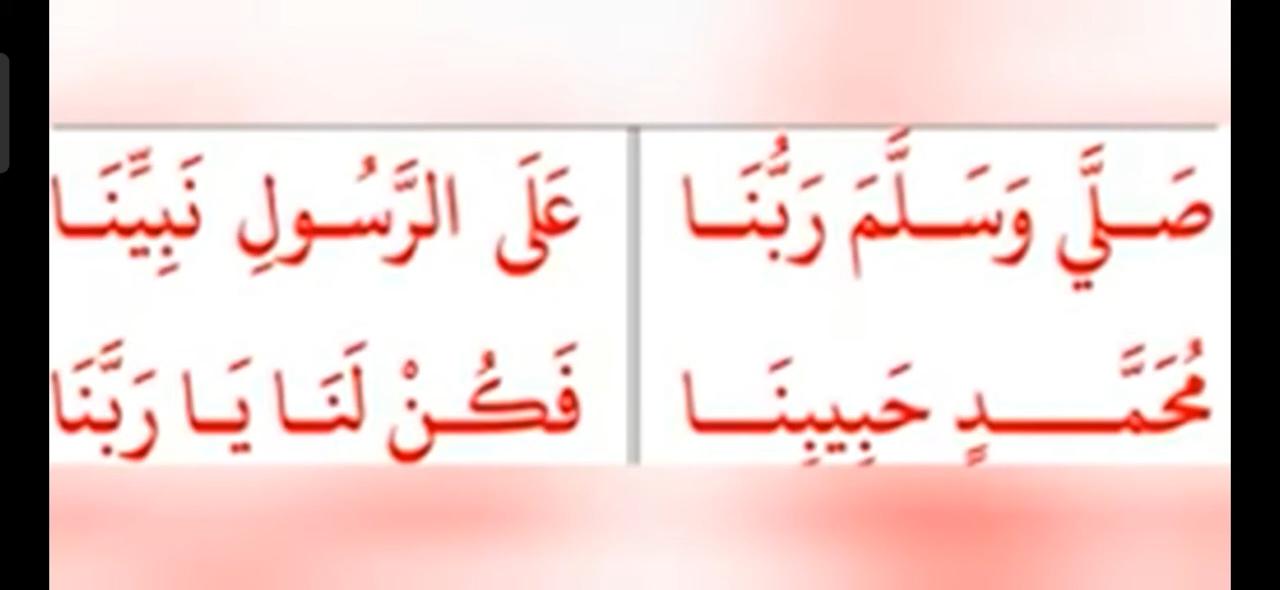 صَلَّي وَسَلَّمَ رَبُّنَا عَلَى الرَّسُولِ نَبِيِّنَا
مُحَمَّدٍ حَبِيبِنَا فَكُنْ لَنَا يَا رَبَّنَا